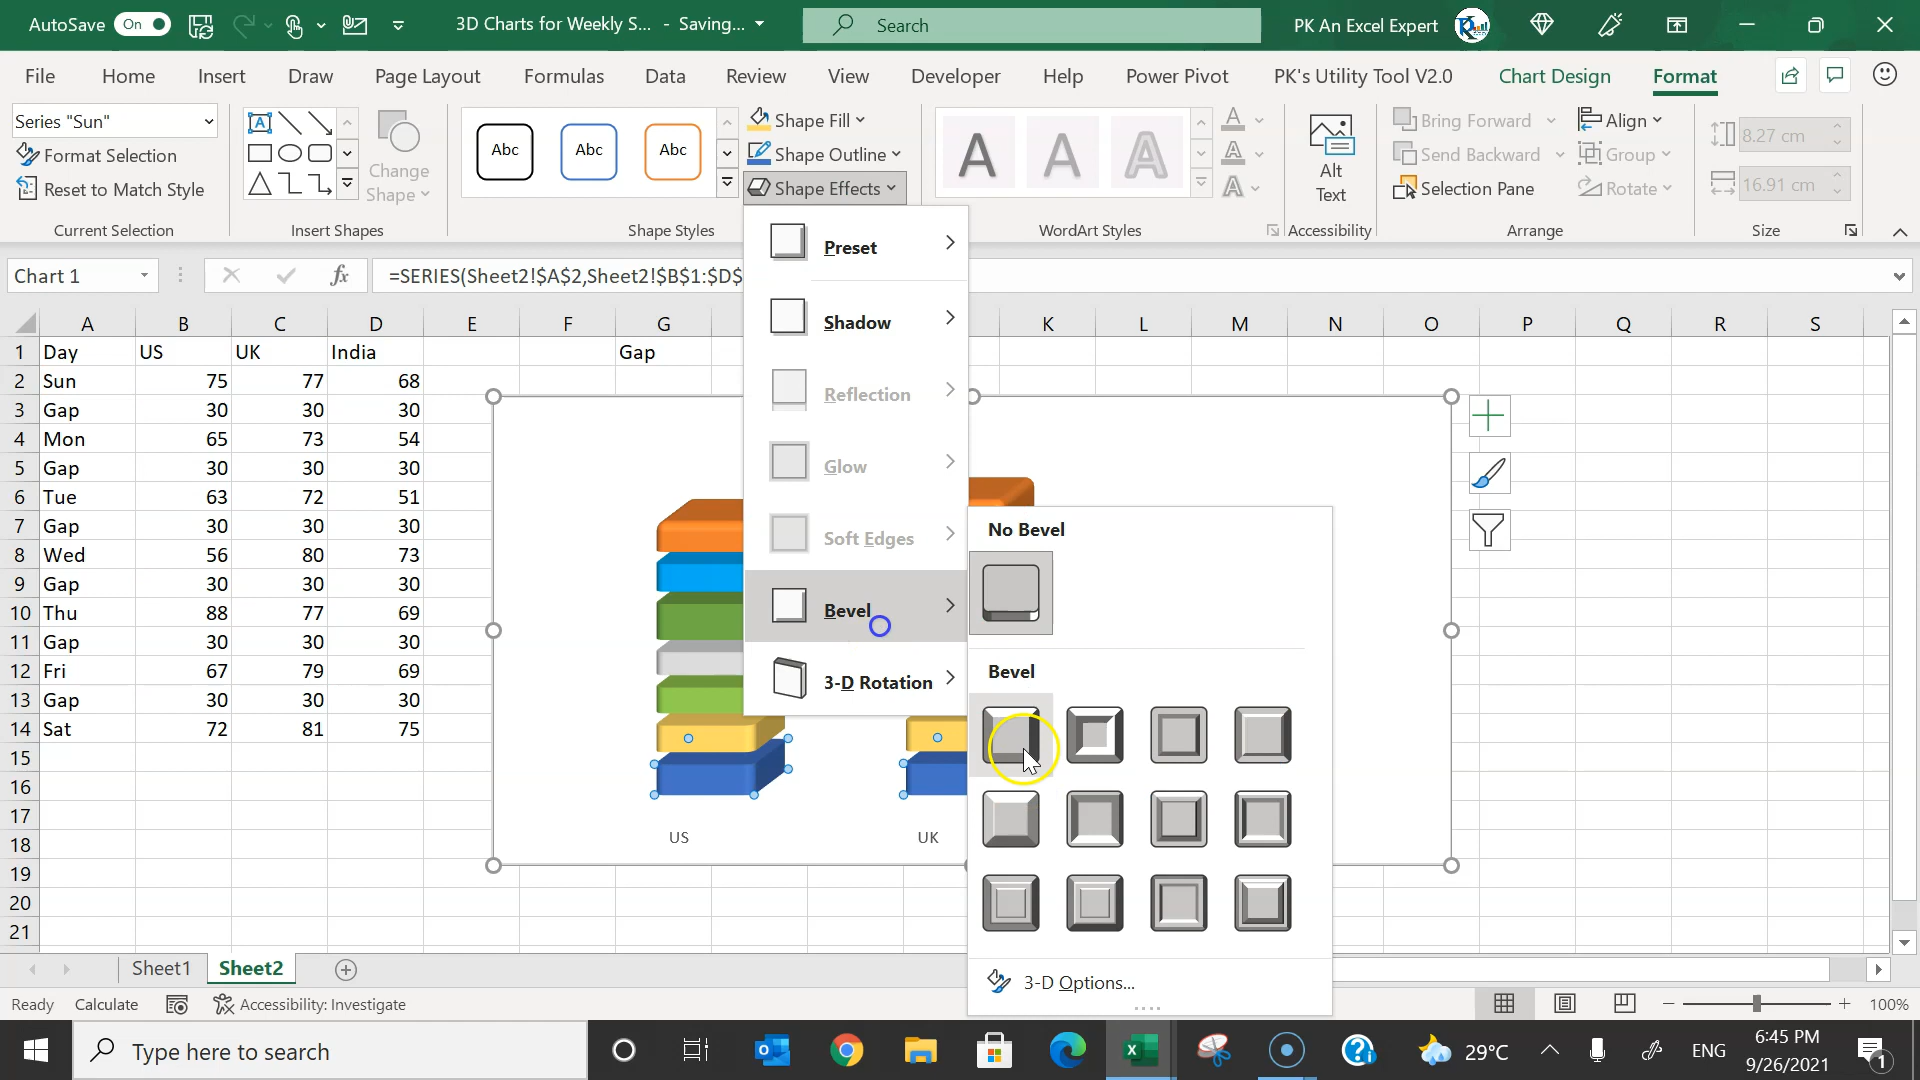 AutoSave On 3D Charts for Weekly S... - Saving... Search PK An Excel Expert
File Home Insert Draw Page Layout Formulas Data Review View Developer Help Power Pivot PK's Utility Tool V2.0 Chart Design Format
Series "Sun"
Format Selection
Reset to Match Style
Current Selection
Change
Shape
Insert Shapes
Abc Abc Abc
Shape Fill
Shape Outline
Shape Effects
Shape Styles
A A A
WordArt Styles
Alt
Text
Accessibility
Bring Forward
Send Backward
Selection Pane
Align
Group
Rotate
Arrange
8.27 cm
16.91 cm
Size
Chart 1 fx =SERIES(Sheet2!$A$2,Sheet2!$B$1:$D$
A B C D E F G K L M N O P Q R S
1 Day US UK India Gap
2 Sun 75 77 68
3 Gap 30 30 30
4 Mon 65 73 54
5 Gap 30 30 30
6 Tue 63 72 51
7 Gap 30 30 30
8 Wed 56 80 73
9 Gap 30 30 30
10 Thu 88 77 69
11 Gap 30 30 30
12 Fri 67 79 69
13 Gap 30 30 30
14 Sat 72 81 75
15
16
17
18
19
20
21
Preset
Shadow
Reflection
Glow
Soft Edges
Bevel
3-D Rotation
No Bevel
Bevel
3-D Options...
US UK
Sheet1 Sheet2
Ready Calculate Accessibility: Investigate 100%
Type here to search 29°C ENG 6:45 PM
9/26/2021
1